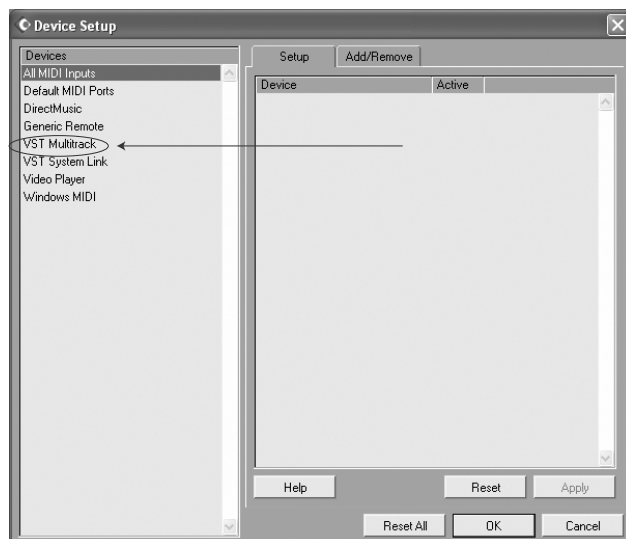 Device Setup
Devices
All MIDI Inputs
Default MIDI Ports
DirectMusic
Generic Remote
VST Multitrack
VST System Link
Video Player
Windows MIDI
Setup Add/Remove
Device Active
Help Reset Apply
Reset All OK Cancel